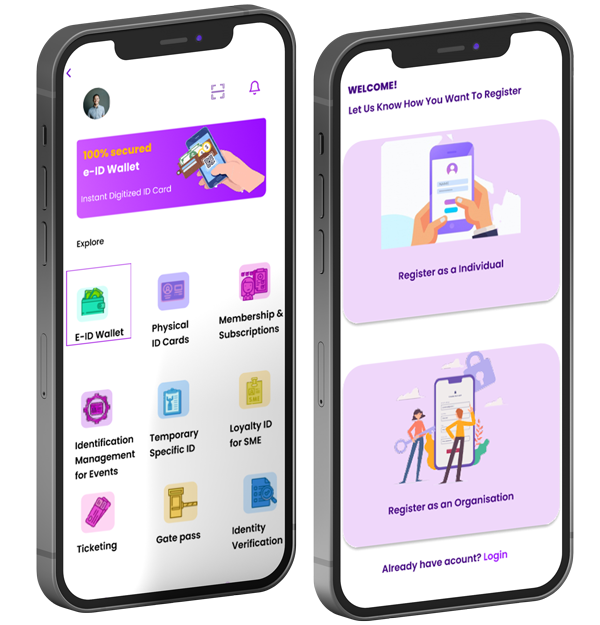 100% secured
e-ID Wallet
Instant Digitized ID Card
Explore
E-ID Wallet
Physical
ID Cards
Membership &
Subscriptions
Identification
Management
for Events
Temporary
Specific ID
Loyalty ID
for SME
Ticketing
Gate pass
Identity
Verification
WELCOME!
Let Us Know How You Want To Register
Register as a Individual
Register as an Organisation
Already have acount? Login